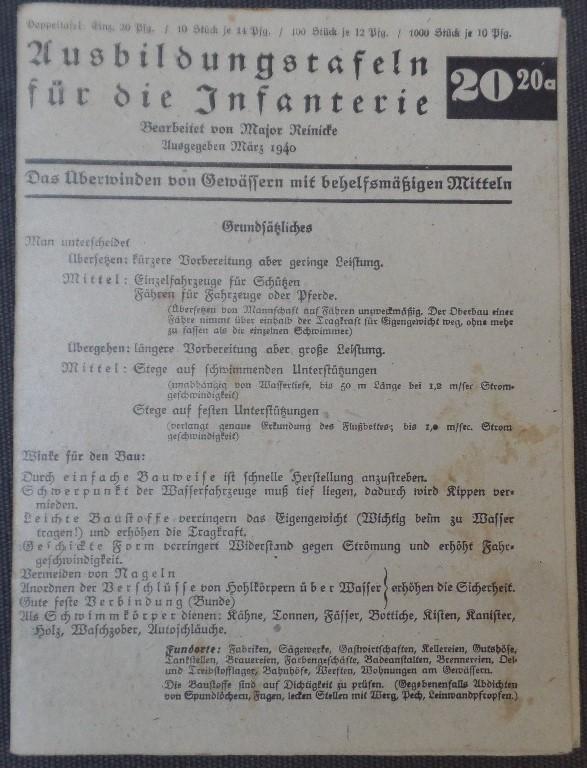 Doppeltafel: Einz. 20 Pfg. / 10 Stück je 14 Pfg. / 100 Stück je 12 Pfg. / 1000 Stück je 10 Pfg.
Ausbildungstafeln
für die Infanterie
20 20a
Bearbeitet von Major Reinicke
Ausgegeben März 1940
Das Überwinden von Gewässern mit behelfsmäßigen Mitteln
Grundsätzliches
Man unterscheidet
Übersetzen: kürzere Vorbereitung aber geringe Leistung.
Mittel: Einzelfahrzeuge für Schützen
Fähren für Fahrzeuge oder Pferde.
(Übersetzen von Mannschaft auf Fähren unzweckmäßig. Der Oberbau einer
Fähre nimmt über einhalb der Tragkraft für Eigengewicht weg, ohne mehr
zu fassen als die einzelnen Schwimmer)
Übergehen: längere Vorbereitung aber große Leistung.
Mittel: Stege auf schwimmenden Unterstützungen
(unabhängig von Wassertiefe, bis 50 m Länge bei 1,2 m/sec Strom-
geschwindigkeit)
Stege auf festen Unterstützungen
(verlangt genaue Erkundung des Flußbettes; bis 1,0 m/sec. Strom
geschwindigkeit)
Winke für den Bau:
Durch einfache Bauweise ist schnelle Herstellung anzustreben.
Schwerpunkt der Wasserfahrzeuge muß tief liegen, dadurch wird Kippen ver-
mieden.
Leichte Baustoffe verringern das Eigengewicht (Wichtig beim zu Wasser
tragen!) und erhöhen die Tragkraft.
Geschickte Form verringert Widerstand gegen Strömung und erhöht Fahr-
geschwindigkeit.
Vermeiden von Nageln
Anordnen der Verschlüsse von Hohlkörpern über Wasser } erhöhen die Sicherheit.
Gute feste Verbindung (Bunde)
Als Schwimmkörper dienen: Kähne, Tonnen, Fässer, Bottiche, Kisten, Kanister,
Holz, Waschzober, Autoschläuche.
Fundorte: Fabriken, Sägewerke, Gastwirtschaften, Kellereien, Gutshöfe,
Tankstellen, Brauereien, Farbengeschäfte, Badeanstalten, Brennereien, Oel-
und Treibstofflager, Bahnhöfe, Werften, Wohnungen am Gewässern.
Die Baustoffe sind auf Dichtigkeit zu prüfen. (Gegebenenfalls Abdichten
von Spundlöchern, Fugen, lecken Stellen mit Werg, Pech, Leinwandpfropfen.)